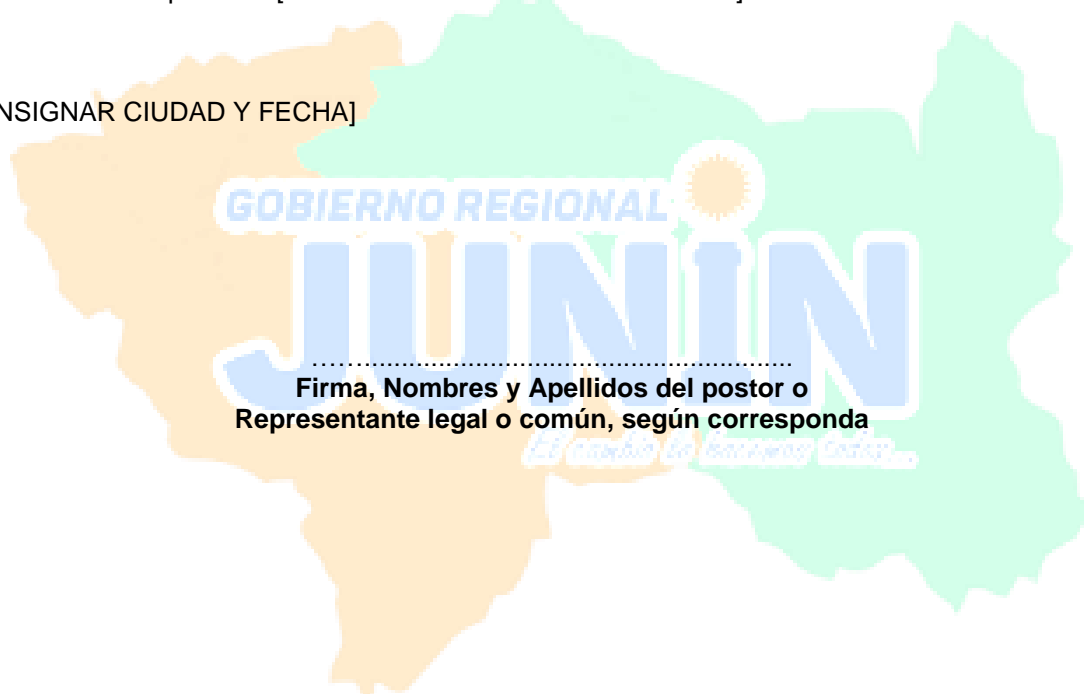 NSIGNAR CIUDAD Y FECHA]
GOBIERNO REGIONAL
JUNIN
……..........................................................
Firma, Nombres y Apellidos del postor o
Representante legal o común, según corresponda